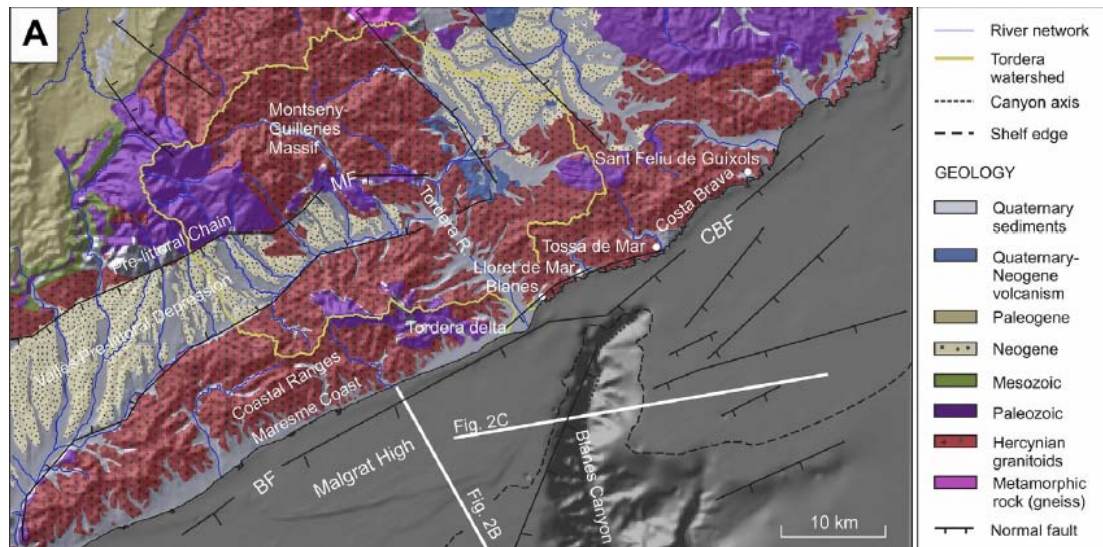 A
Montseny-
Guilleries
Massif
MF
Pre-littoral Chain
Valles-Pre-littoral Depression
Tordera R.
Sant Feliu de Guixols
Costa Brava
CBF
Tossa de Mar
Lloret de Mar
Blanes
Tordera delta
Coastal Ranges
Maresme Coast
BF
Malgrat High
Fig. 2C
Fig. 2B
Blanes Canyon
10 km
River network
Tordera
watershed
Canyon axis
Shelf edge
GEOLOGY
Quaternary
sediments
Quaternary-
Neogene
volcanism
Paleogene
Neogene
Mesozoic
Paleozoic
Hercynian
granitoids
Metamorphic
rock (gneiss)
Normal fault